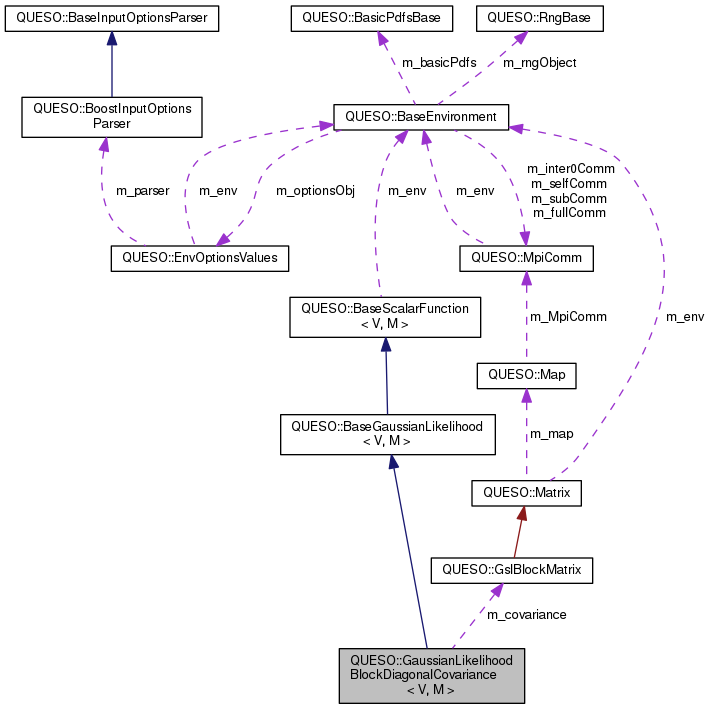 QUESO::BaseInputOptionsParser
QUESO::BasicPdfsBase
QUESO::RngBase
m_basicPdfs
m_rngObject
QUESO::BoostInputOptions
Parser
QUESO::BaseEnvironment
m_parser
m_env
m_optionsObj
m_env
m_env
m_inter0Comm
m_selfComm
m_subComm
m_fullComm
QUESO::EnvOptionsValues
QUESO::MpiComm
QUESO::BaseScalarFunction
< V, M >
m_MpiComm
m_env
QUESO::Map
QUESO::BaseGaussianLikelihood
< V, M >
m_map
QUESO::Matrix
QUESO::GslBlockMatrix
m_covariance
QUESO::GaussianLikelihood
BlockDiagonalCovariance
< V, M >